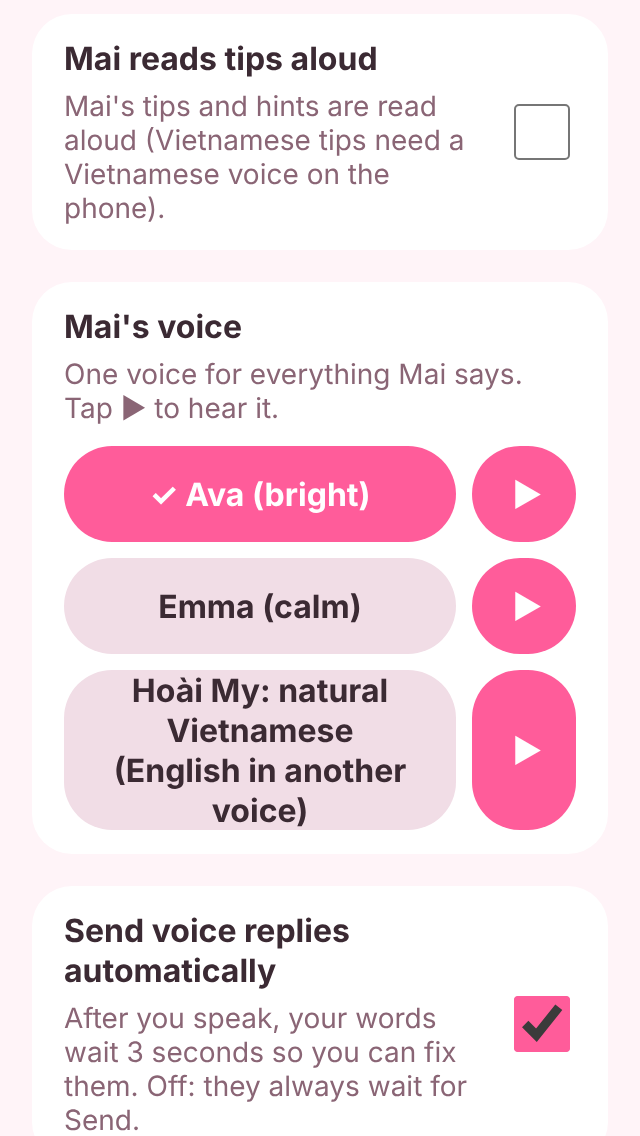 Mai reads tips aloud
Mai's tips and hints are read
aloud (Vietnamese tips need a
Vietnamese voice on the
phone).
Mai's voice
One voice for everything Mai says.
Tap ▶ to hear it.
✓ Ava (bright)
▶
Emma (calm)
▶
Hoài My: natural
Vietnamese
(English in another
voice)
▶
Send voice replies
automatically
After you speak, your words
wait 3 seconds so you can fix
them. Off: they always wait for
Send.